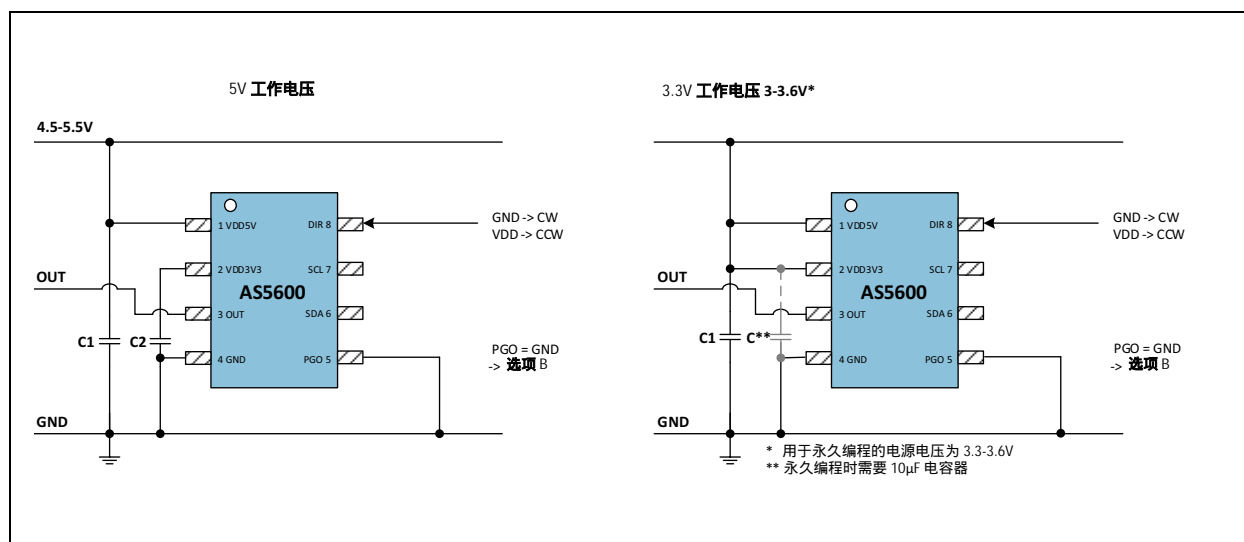 5V 工作电压
4.5-5.5V
1 VDD5V
DIR 8
GND -> CW
VDD -> CCW
2 VDD3V3
SCL 7
OUT
AS5600
3 OUT
SDA 6
C1
C2
4 GND
PGO 5
PGO = GND
-> 选项 B
GND
3.3V 工作电压 3-3.6V*
1 VDD5V
DIR 8
GND -> CW
VDD -> CCW
2 VDD3V3
SCL 7
OUT
AS5600
3 OUT
SDA 6
C1
C**
4 GND
PGO 5
PGO = GND
-> 选项 B
GND
* 用于永久编程的电源电压为 3.3-3.6V
** 永久编程时需要 10µF 电容器